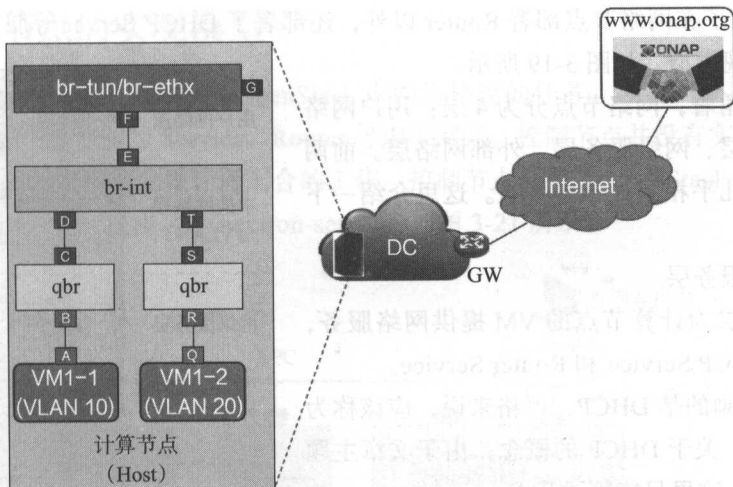 www.onap.org
ONAP
br-tun/br-ethx
G
F
E
br-int
D
T
C
S
qbr
qbr
B
R
A
Q
VM1-1
(VLAN 10)
VM1-2
(VLAN 20)
计算节点
(Host)
DC
GW
Internet